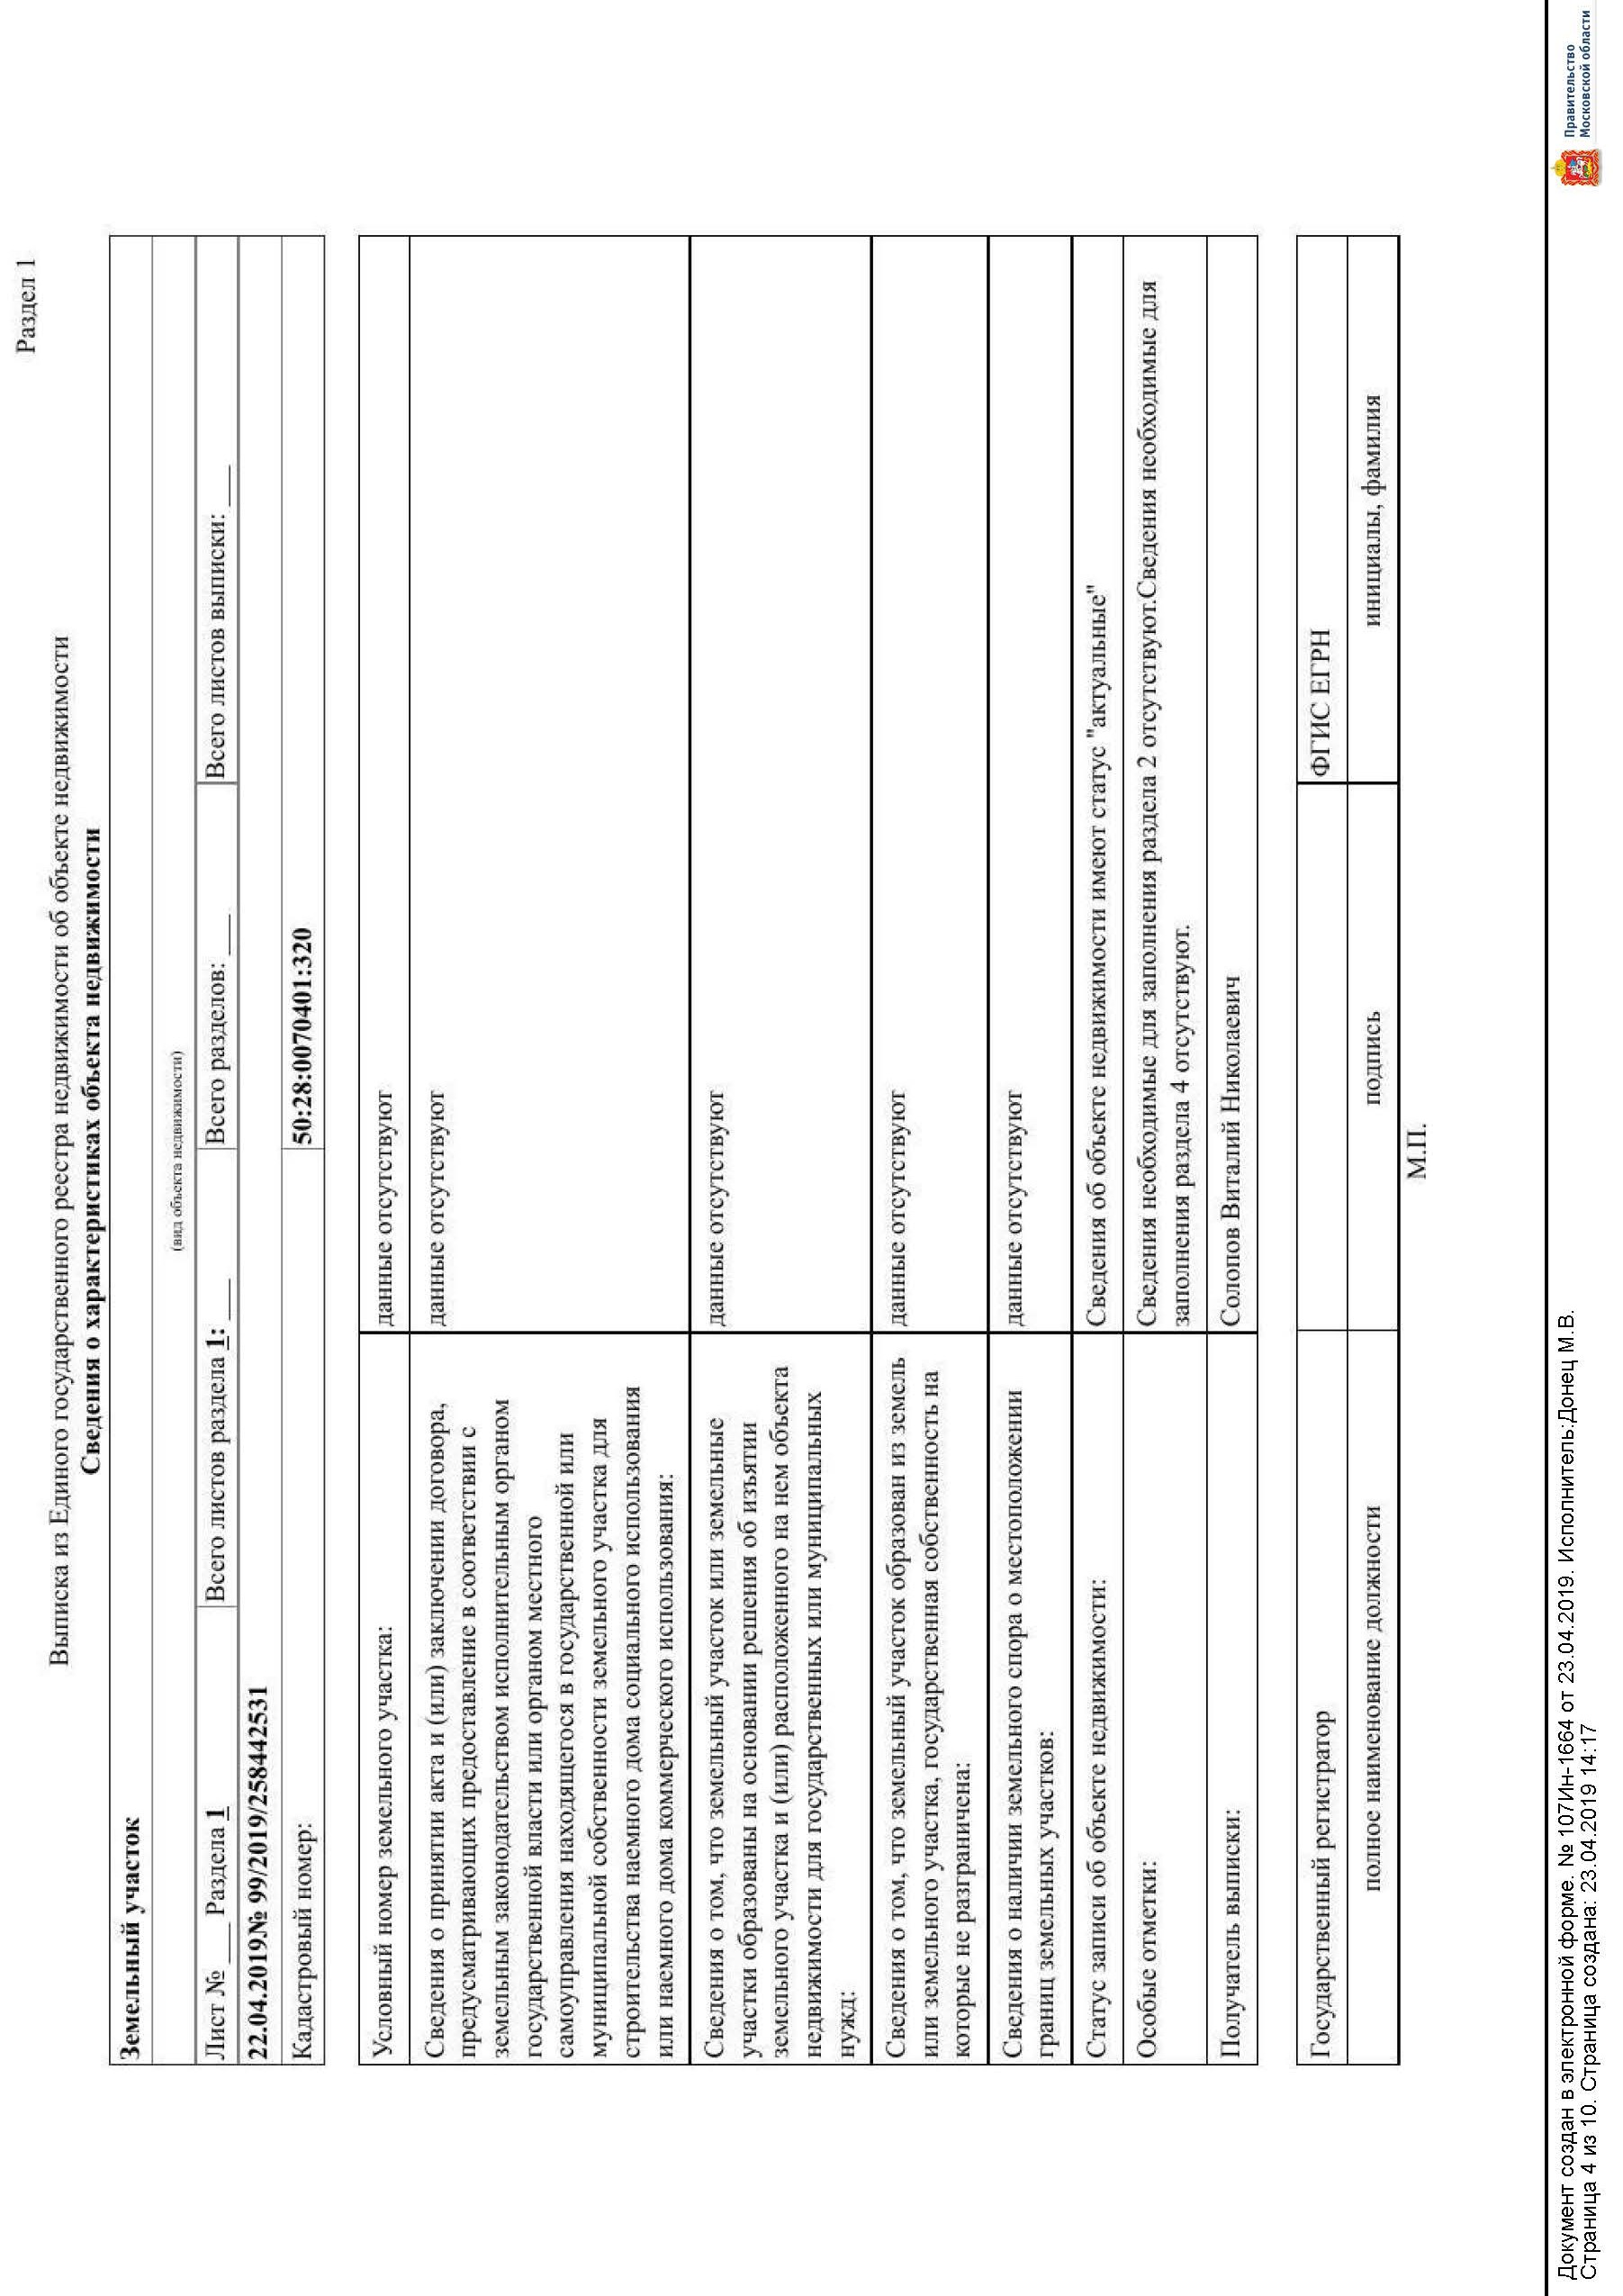 Раздел 1
Выписка из Единого государственного реестра недвижимости об объекте недвижимости
Сведения о характеристиках объекта недвижимости
Земельный участок
(вид объекта недвижимости)
Лист № ___ Раздела 1 Всего листов раздела 1: ___ Всего разделов: ___ Всего листов выписки: ___
22.04.2019№ 99/2019/258442531
Кадастровый номер: 50:28:0070401:320
Условный номер земельного участка: данные отсутствуют
Сведения о принятии акта и (или) заключении договора, данные отсутствуют
предусматривающих предоставление в соответствии с
земельным законодательством исполнительным органом
государственной власти или органом местного
самоуправления находящегося в государственной или
муниципальной собственности земельного участка для
строительства наемного дома социального использования
или наемного дома коммерческого использования:
Сведения о том, что земельный участок или земельные данные отсутствуют
участки образованы на основании решения об изъятии
земельного участка и (или) расположенного на нем объекта
недвижимости для государственных или муниципальных
нужд:
Сведения о том, что земельный участок образован из земель данные отсутствуют
или земельного участка, государственная собственность на
которые не разграничена:
Сведения о наличии земельного спора о местоположении данные отсутствуют
границ земельных участков:
Статус записи об объекте недвижимости: Сведения об объекте недвижимости имеют статус "актуальные"
Особые отметки: Сведения необходимые для заполнения раздела 2 отсутствуют.Сведения необходимые для
заполнения раздела 4 отсутствуют.
Получатель выписки: Солопов Виталий Николаевич
Государственный регистратор ФГИС ЕГРН
полное наименование должности подпись инициалы, фамилия
М.П.
Документ создан в электронной форме. № 107Ин-1664 от 23.04.2019. Исполнитель:Донец М.В.
Страница 4 из 10. Страница создана: 23.04.2019 14:17
Правительство
Московской области